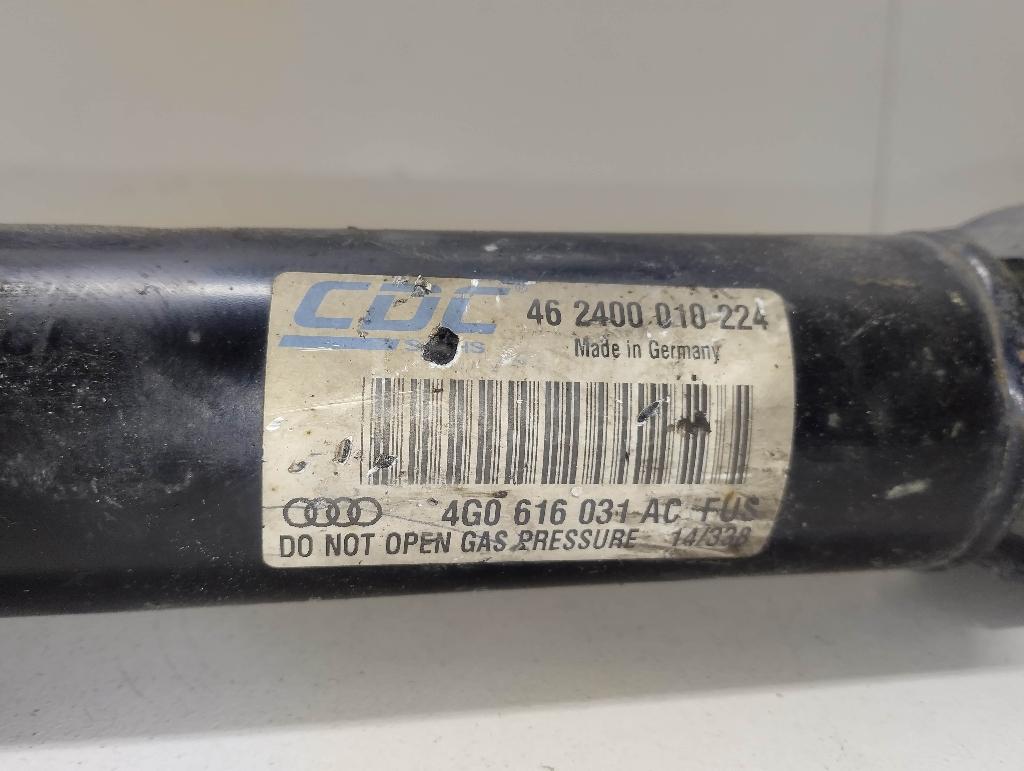 CDC
SACHS
46 2400 010 224
Made in Germany
4G0 616 031 AC FUS
DO NOT OPEN GAS PRESSURE 14/338